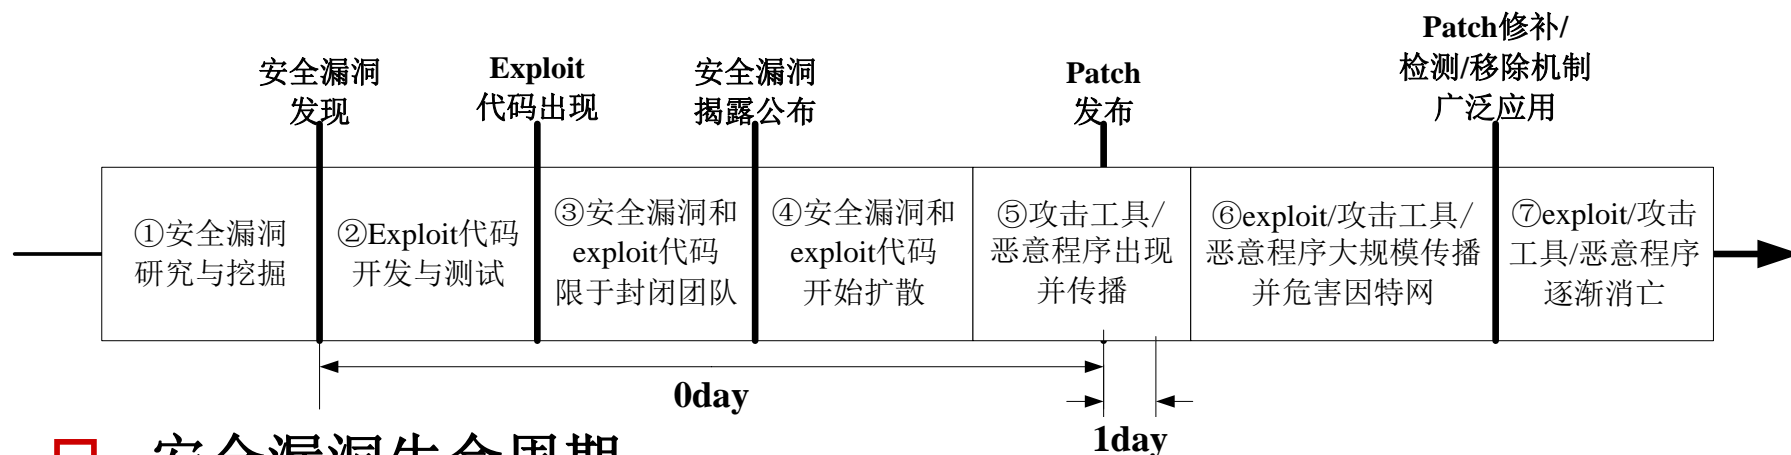 安全漏洞
发现
Exploit
代码出现
安全漏洞
揭露公布
Patch
发布
Patch修补/
检测/移除机制
广泛应用
①安全漏洞
研究与挖掘
②Exploit代码
开发与测试
③安全漏洞和
exploit代码
限于封闭团队
④安全漏洞和
exploit代码
开始扩散
⑤攻击工具/
恶意程序出现
并传播
⑥exploit/攻击工具/
恶意程序大规模传播
并危害因特网
⑦exploit/攻击
工具/恶意程序
逐渐消亡
0day
1day
安全漏洞生命周期